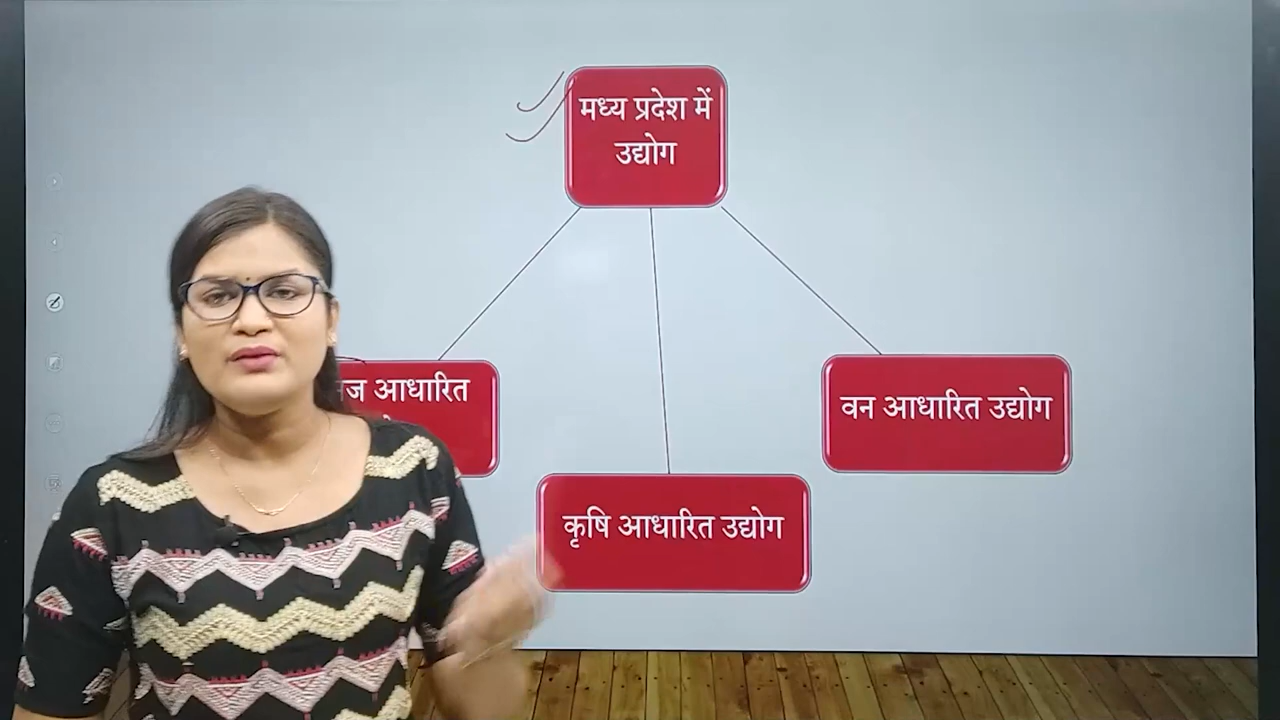 मध्य प्रदेश में
उद्योग
आधारित
वन आधारित उद्योग
कृषि आधारित उद्योग